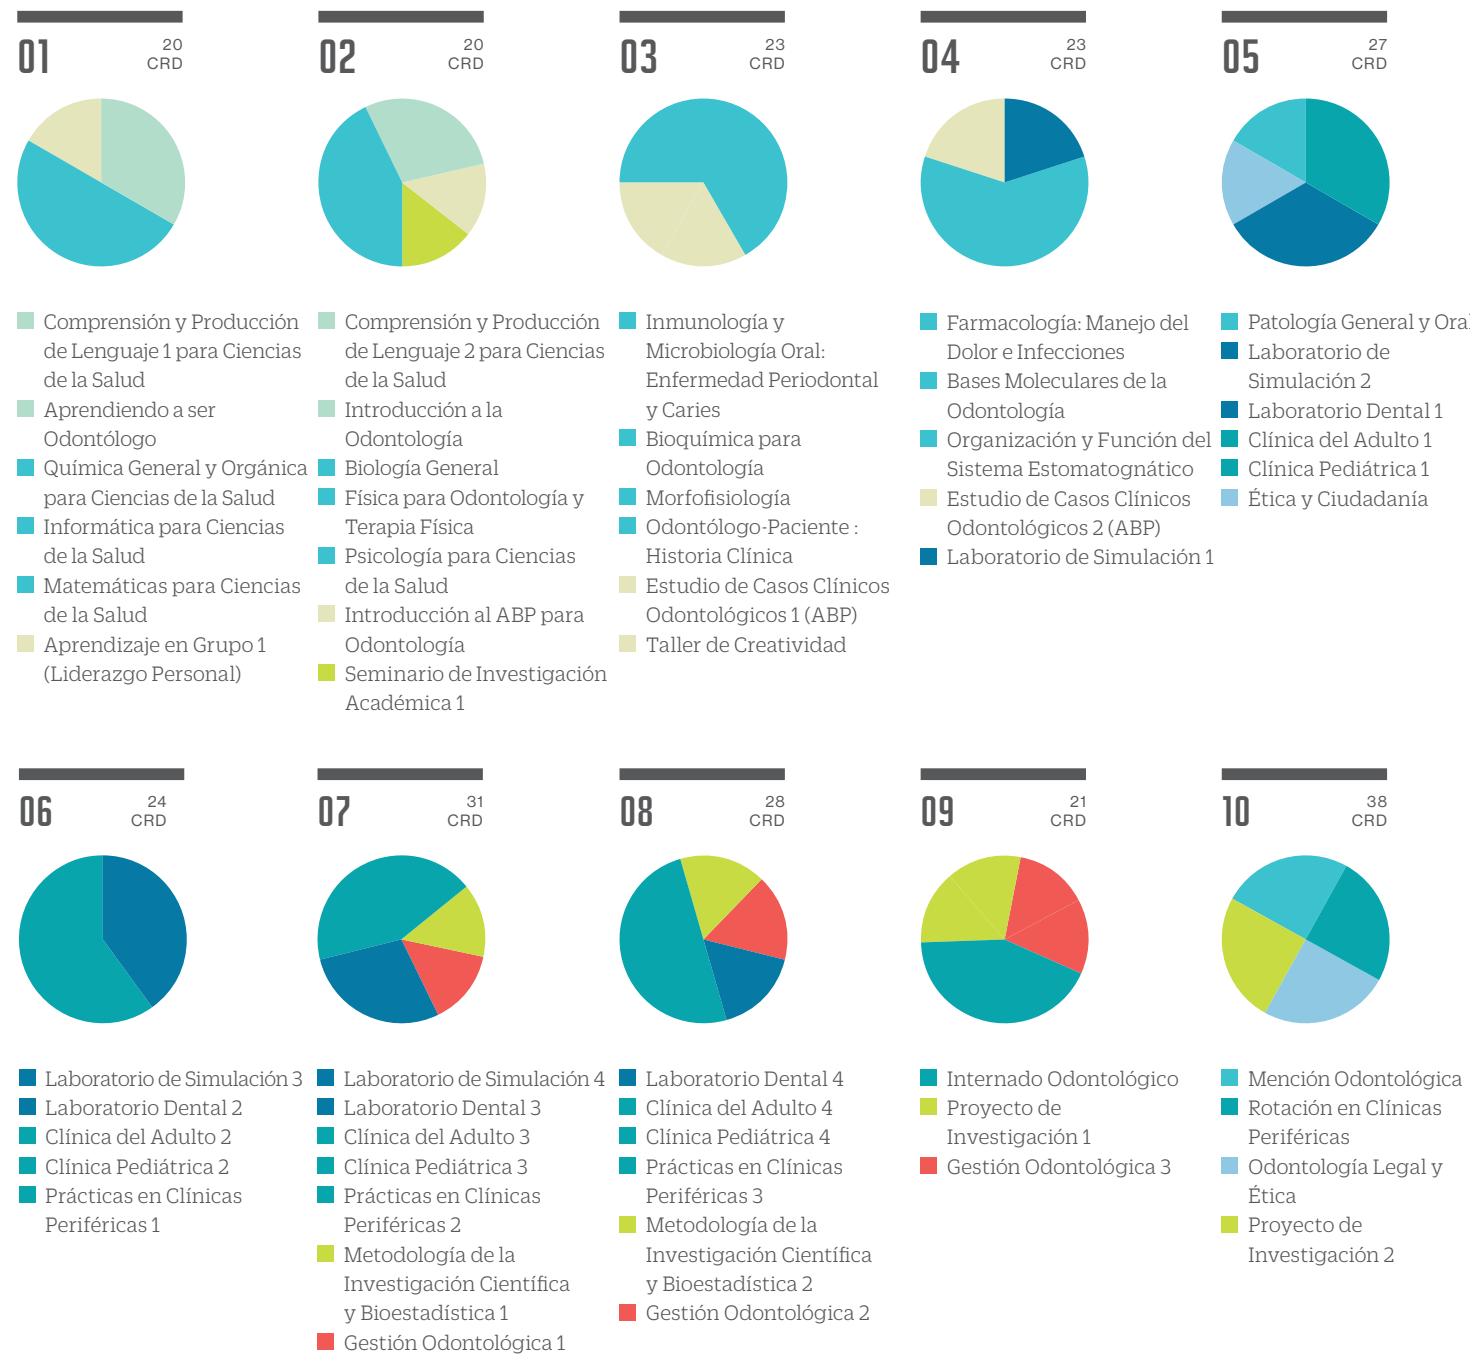 01
20
CRD
Comprensión y Producción
de Lenguaje 1 para Ciencias
de la Salud
Aprendiendo a ser
Odontólogo
Química General y Orgánica
para Ciencias de la Salud
Informática para Ciencias
de la Salud
Matemáticas para Ciencias
de la Salud
Aprendizaje en Grupo 1
(Liderazgo Personal)
02
20
CRD
Comprensión y Producción
de Lenguaje 2 para Ciencias
de la Salud
Introducción a la
Odontología
Biología General
Física para Odontología y
Terapia Física
Psicología para Ciencias
de la Salud
Introducción al ABP para
Odontología
Seminario de Investigación
Académica 1
03
23
CRD
Inmunología y
Microbiología Oral:
Enfermedad Periodontal
y Caries
Bioquímica para
Odontología
Morfofisiología
Odontólogo-Paciente :
Historia Clínica
Estudio de Casos Clínicos
Odontológicos 1 (ABP)
Taller de Creatividad
04
23
CRD
Farmacología: Manejo del
Dolor e Infecciones
Bases Moleculares de la
Odontología
Organización y Función del
Sistema Estomatognático
Estudio de Casos Clínicos
Odontológicos 2 (ABP)
Laboratorio de Simulación 1
05
27
CRD
Patología General y Oral
Laboratorio de
Simulación 2
Laboratorio Dental 1
Clínica del Adulto 1
Clínica Pediátrica 1
Ética y Ciudadanía
06
24
CRD
Laboratorio de Simulación 3
Laboratorio Dental 2
Clínica del Adulto 2
Clínica Pediátrica 2
Prácticas en Clínicas
Periféricas 1
07
31
CRD
Laboratorio de Simulación 4
Laboratorio Dental 3
Clínica del Adulto 3
Clínica Pediátrica 3
Prácticas en Clínicas
Periféricas 2
Metodología de la
Investigación Científica
y Bioestadística 1
Gestión Odontológica 1
08
28
CRD
Laboratorio Dental 4
Clínica del Adulto 4
Clínica Pediátrica 4
Prácticas en Clínicas
Periféricas 3
Metodología de la
Investigación Científica
y Bioestadística 2
Gestión Odontológica 2
09
21
CRD
Internado Odontológico
Proyecto de
Investigación 1
Gestión Odontológica 3
10
38
CRD
Mención Odontológica
Rotación en Clínicas
Periféricas
Odontología Legal y
Ética
Proyecto de
Investigación 2